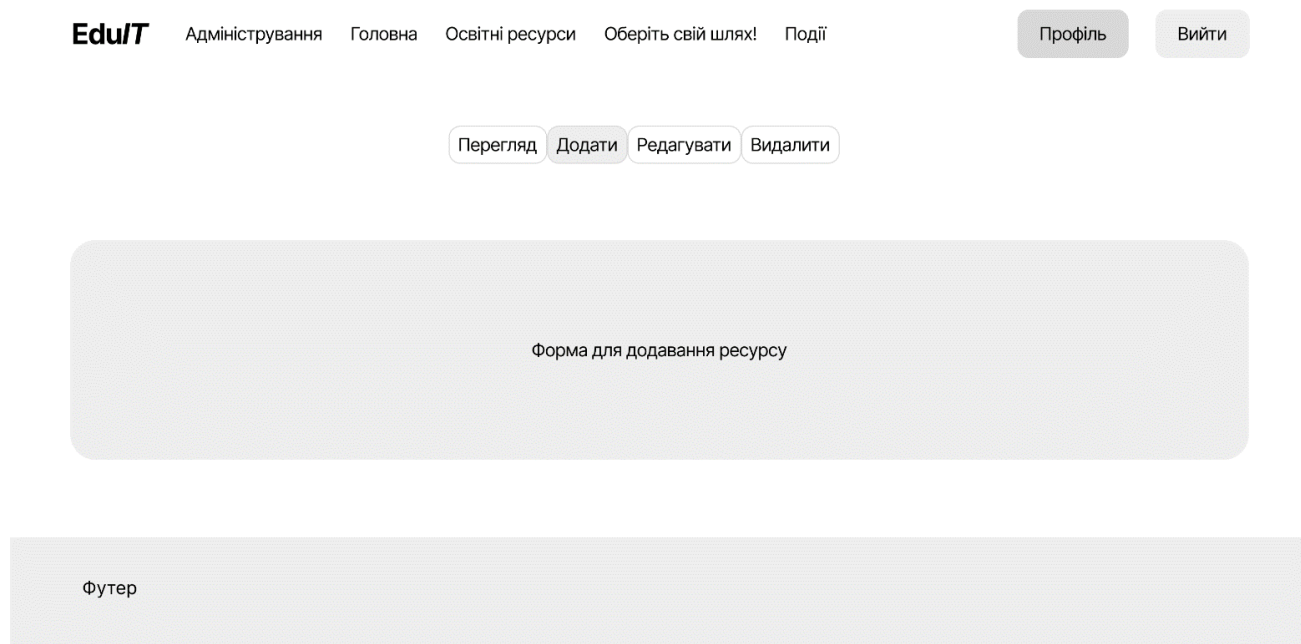 EduIT Адміністрування Головна Освітні ресурси Оберіть свій шлях! Події Профіль Вийти
Перегляд Додати Редагувати Видалити
Форма для додавання ресурсу
Футер